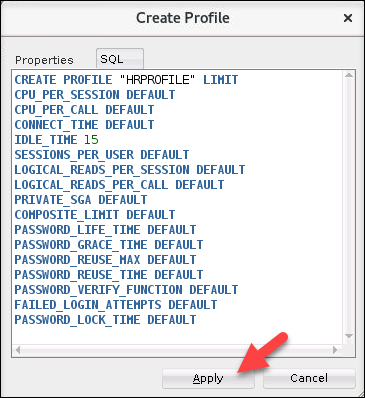 Create Profile
Properties SQL
CREATE PROFILE "HRPROFILE" LIMIT
CPU_PER_SESSION DEFAULT
CPU_PER_CALL DEFAULT
CONNECT_TIME DEFAULT
IDLE_TIME 15
SESSIONS_PER_USER DEFAULT
LOGICAL_READS_PER_SESSION DEFAULT
LOGICAL_READS_PER_CALL DEFAULT
PRIVATE_SGA DEFAULT
COMPOSITE_LIMIT DEFAULT
PASSWORD_LIFE_TIME DEFAULT
PASSWORD_GRACE_TIME DEFAULT
PASSWORD_REUSE_MAX DEFAULT
PASSWORD_REUSE_TIME DEFAULT
PASSWORD_VERIFY_FUNCTION DEFAULT
FAILED_LOGIN_ATTEMPTS DEFAULT
PASSWORD_LOCK_TIME DEFAULT
Apply Cancel